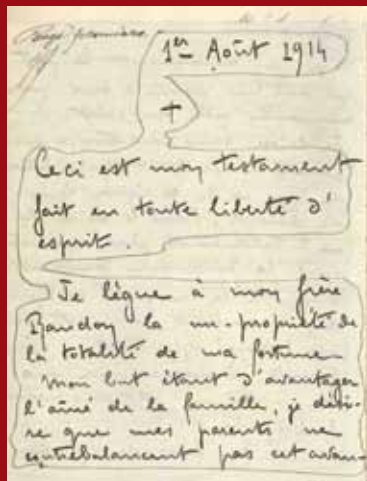 Page première
1er Août 1914
+
Ceci est mon testament
fait en toute liberté d'
esprit.
Je lègue à mon frère
Baudoy la nu-propriété de
la totalité de ma fortune
mon but étant d'avantager
l'aîné de la famille, je dési-
re que mes parents ne
contrebalancent pas cet avan-